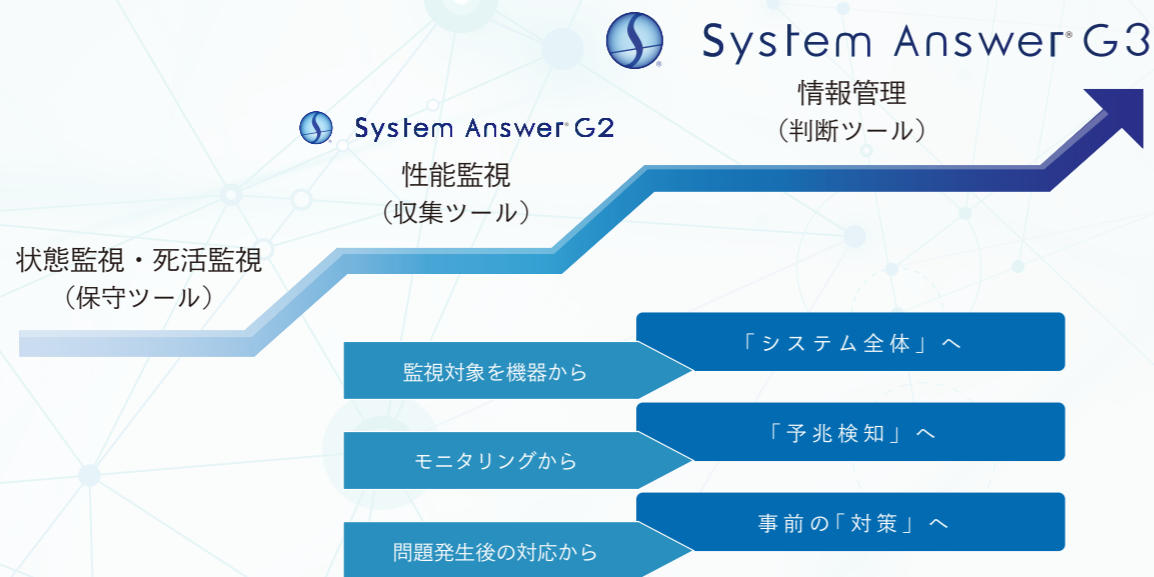 System Answer® G3
情報管理
（判断ツール）
System Answer® G2
性能監視
（収集ツール）
状態監視・死活監視
（保守ツール）
監視対象を機器から
「システム全体」へ
モニタリングから
「予兆検知」へ
問題発生後の対応から
事前の「対策」へ